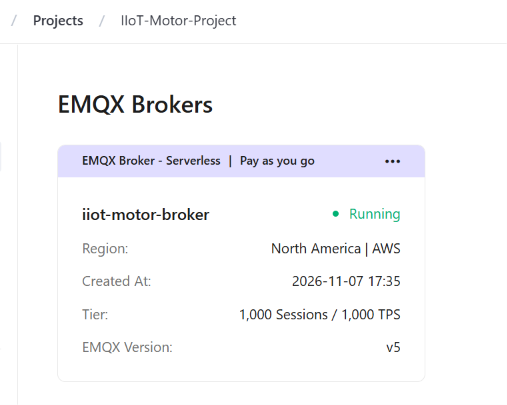 / Projects / IIoT-Motor-Project
EMQX Brokers
EMQX Broker - Serverless | Pay as you go •••
iiot-motor-broker Running
Region: North America | AWS
Created At: 2026-11-07 17:35
Tier: 1,000 Sessions / 1,000 TPS
EMQX Version: v5